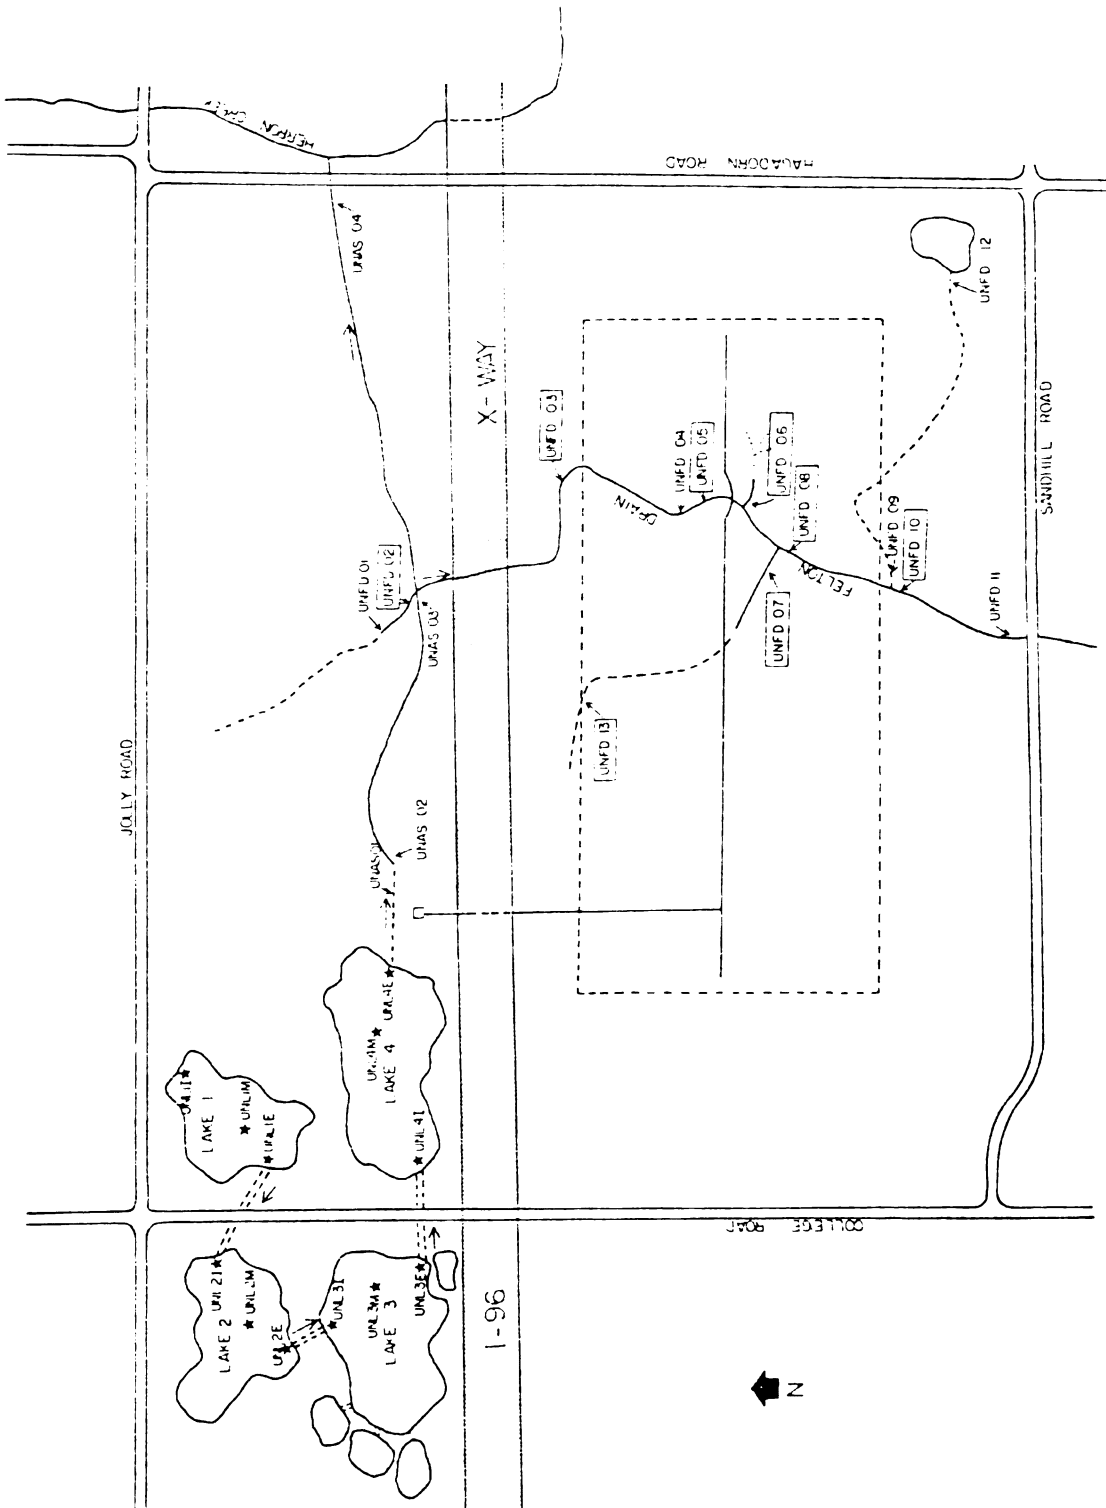 HERRON CREEK
HAGADORN ROAD
UNAS 04
UNFD 12
X-WAY
UNFD 03
UNFD 04
UNFD 05
UNFD 06
UNFD 08
DRAIN
UNFD 01
UNFD 02
UNAS 03
FELTON
UNFD 09
UNFD 10
UNFD 11
SANDHILL ROAD
UNFD 07
UNFD 13
JOLLY ROAD
UNAS 02
UNAS01
UNL4E
UNL4M
LAKE 4
UNL4I
UNL1I
LAKE 1
UNL1M
UNL1E
COLLEGE ROAD
UNL2I
UNL2M
LAKE 2
UNL2E
UNL3I
UNL3M
LAKE 3
UNL3E
I-96
N